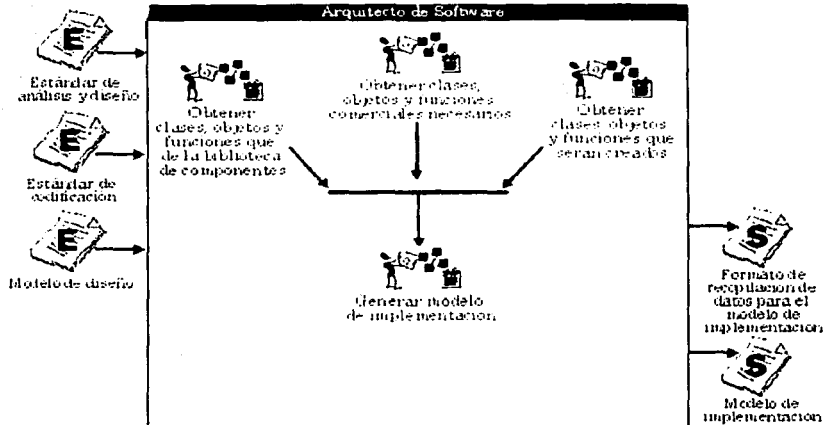 Arquitecto de Software
E
Estándar de
análisis y diseño
E
Estándar de
codificación
E
Modelo de diseño
Obtener
clases, objetos y
funciones que
de la biblioteca
de componentes
Obtener clases,
objetos y funciones
comerciales necesarios
Obtener
clases, objetos
y funciones que
seran creados
Generar modelo
de implementación
S
Formato de
recopilacion de
datos para el
modelo de
implementación
S
Modelo de
implementación